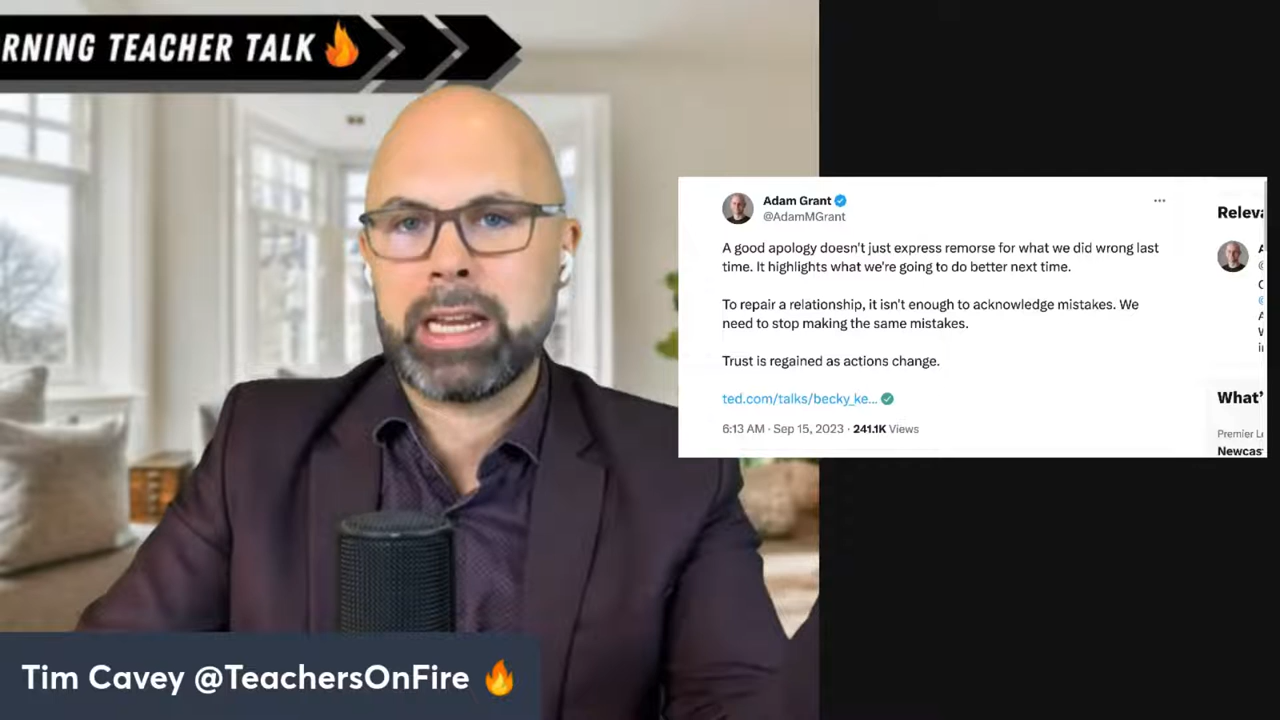 RNING TEACHER TALK
Adam Grant
@AdamMGrant
A good apology doesn't just express remorse for what we did wrong last
time. It highlights what we're going to do better next time.
To repair a relationship, it isn't enough to acknowledge mistakes. We
need to stop making the same mistakes.
Trust is regained as actions change.
ted.com/talks/becky_ke...
6:13 AM · Sep 15, 2023 · 241.1K Views
Releva
What'
Premier Le
Newcas
Tim Cavey @TeachersOnFire